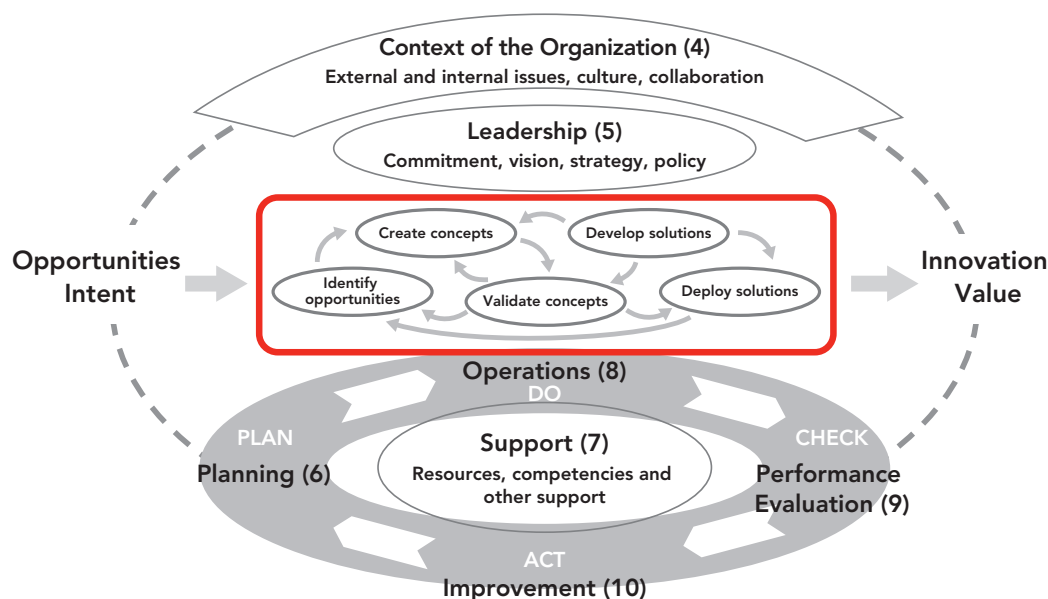 Context of the Organization (4)
External and internal issues, culture, collaboration
Leadership (5)
Commitment, vision, strategy, policy
Opportunities
Intent
Create concepts
Develop solutions
Identify
opportunities
Validate concepts
Deploy solutions
Innovation
Value
Operations (8)
DO
PLAN
Planning (6)
Support (7)
Resources, competencies and
other support
CHECK
Performance
Evaluation (9)
ACT
Improvement (10)